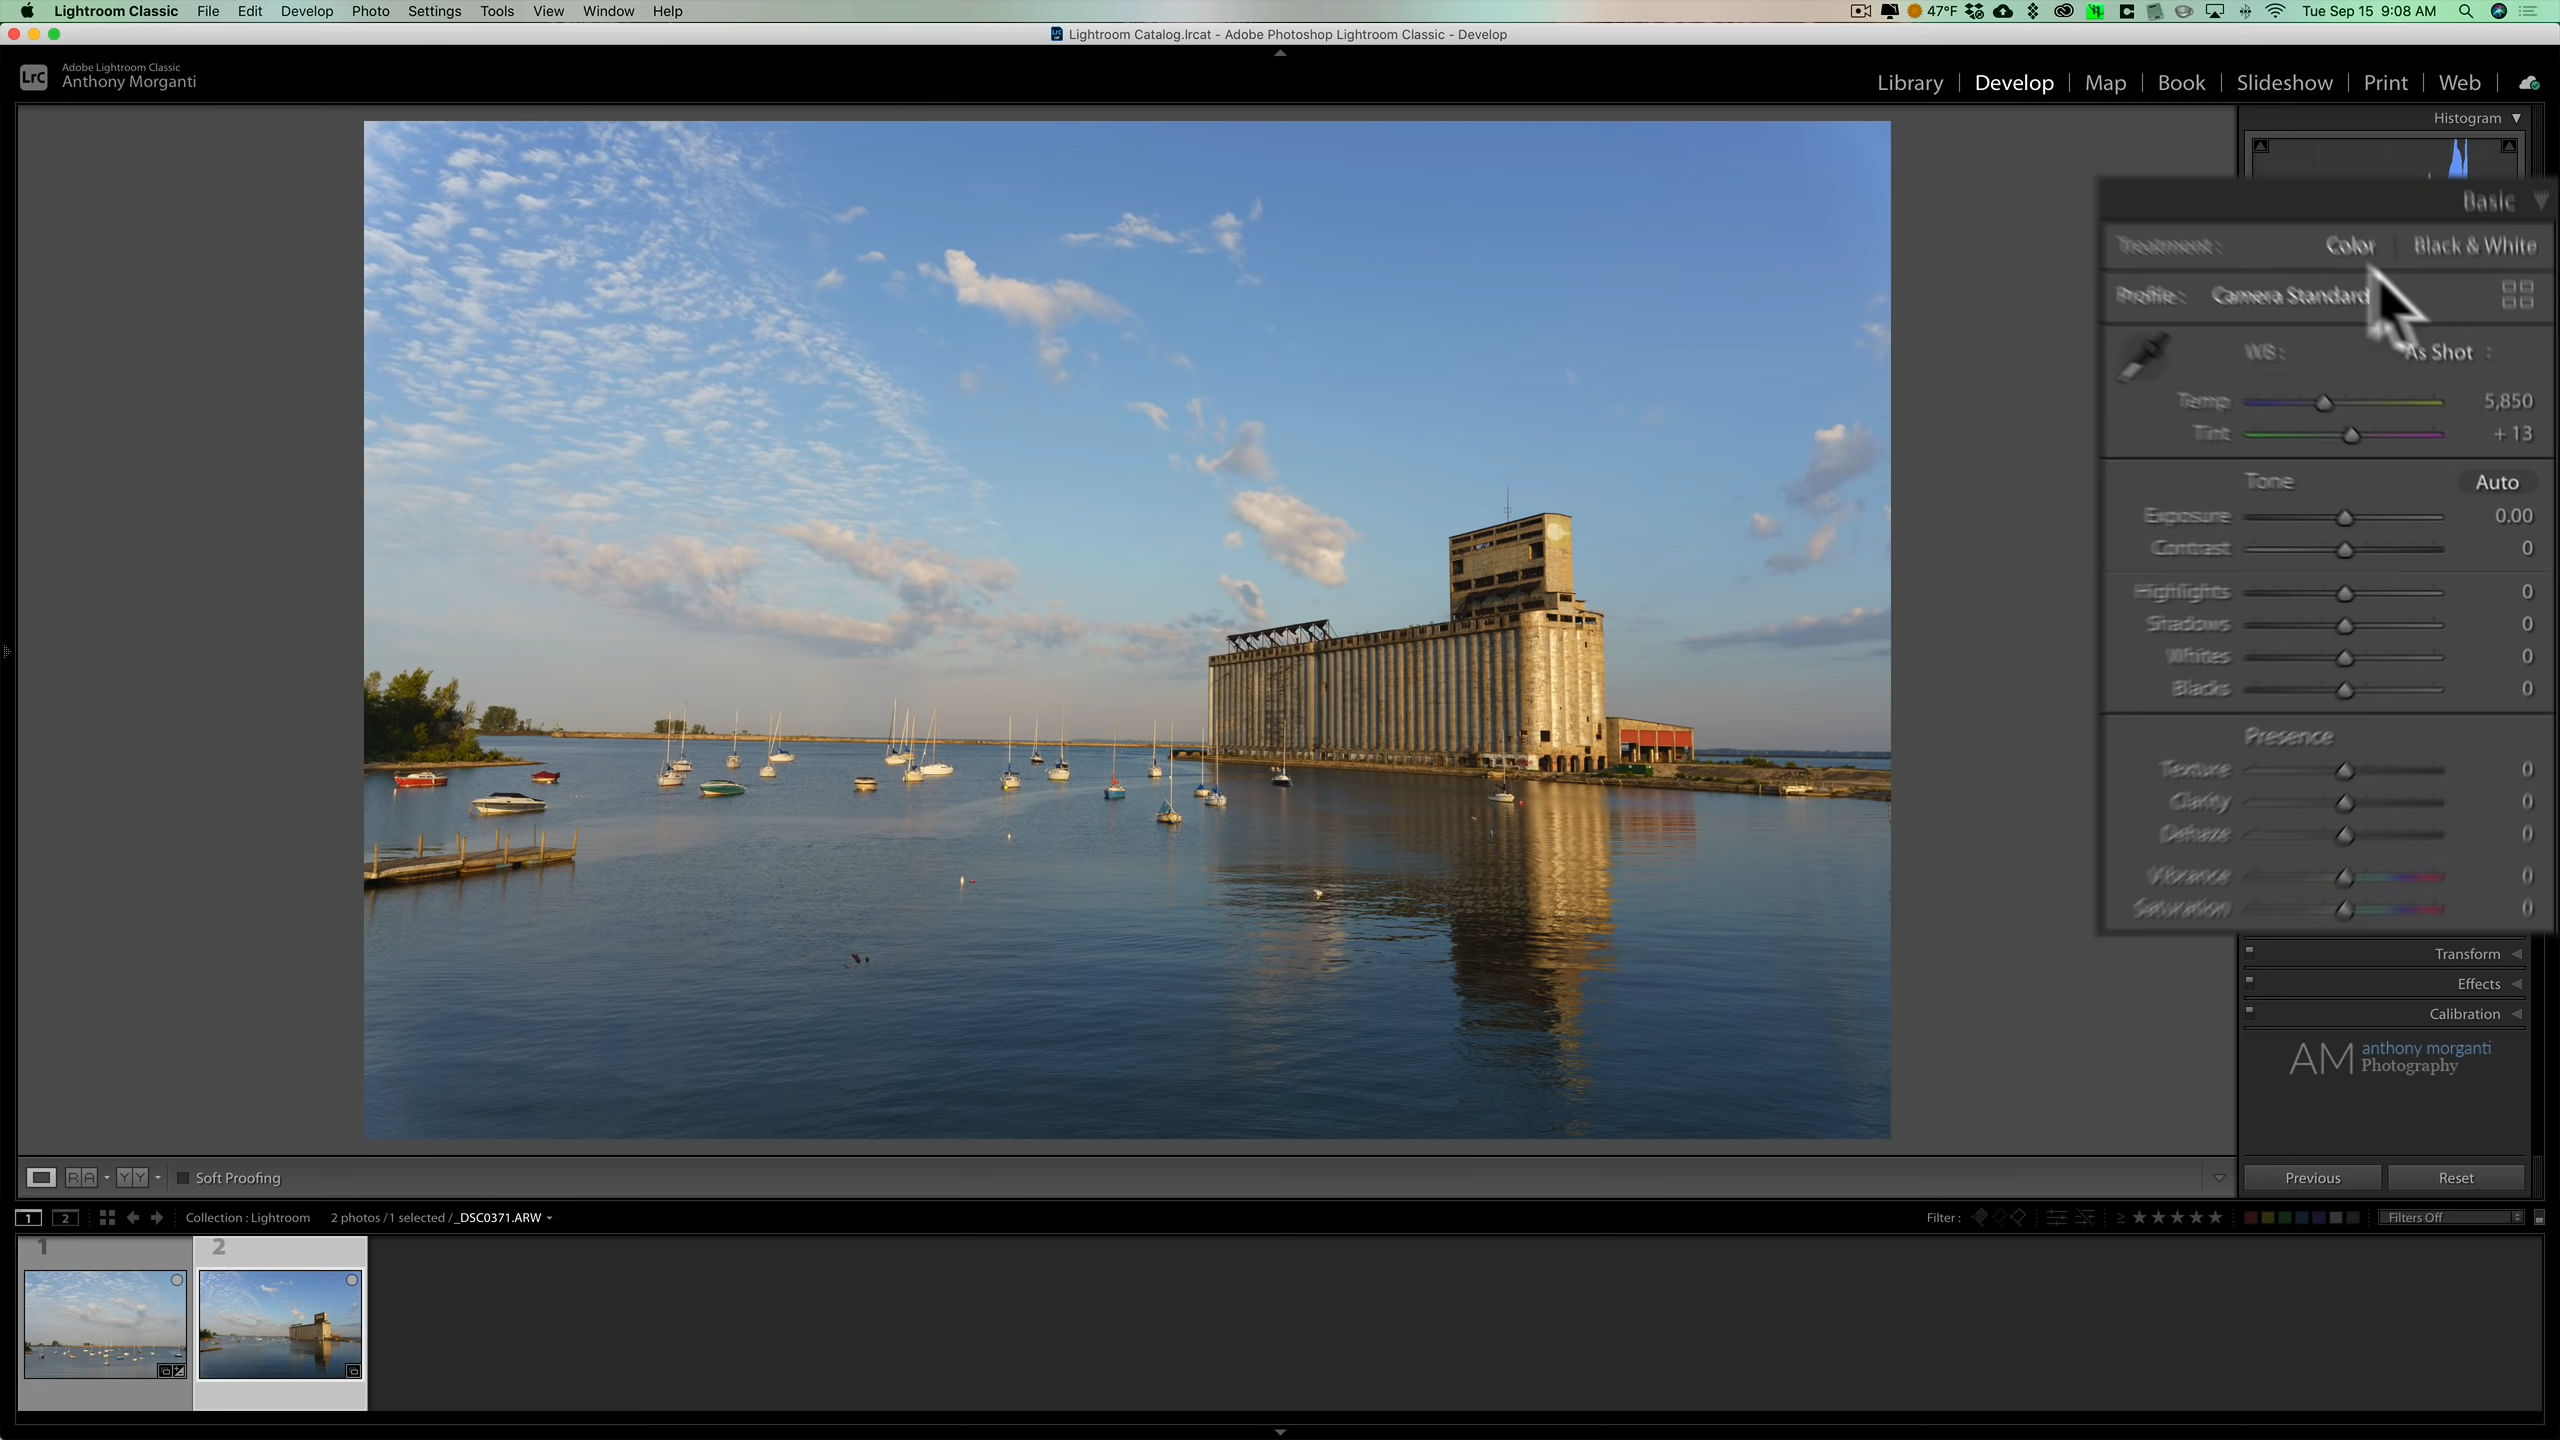 Lightroom Classic File Edit Develop Photo Settings Tools View Window Help 47°F Tue Sep 15 9:08 AM
Lightroom Catalog.lrcat - Adobe Photoshop Lightroom Classic - Develop
LrC Adobe Lightroom Classic
Anthony Morganti
Library | Develop | Map | Book | Slideshow | Print | Web
Histogram
Basic
Treatment : Color Black & White
Profile : Camera Standard
WB : As Shot
Temp 5,850
Tint + 13
Tone Auto
Exposure 0.00
Contrast 0
Highlights 0
Shadows 0
Whites 0
Blacks 0
Presence
Texture 0
Clarity 0
Dehaze 0
Vibrance 0
Saturation 0
Transform
Effects
Calibration
AM anthony morganti
Photography
Previous Reset
R A Y Y Soft Proofing
1 2 Collection : Lightroom 2 photos / 1 selected / _DSC0371.ARW Filter : Filters Off
1 2